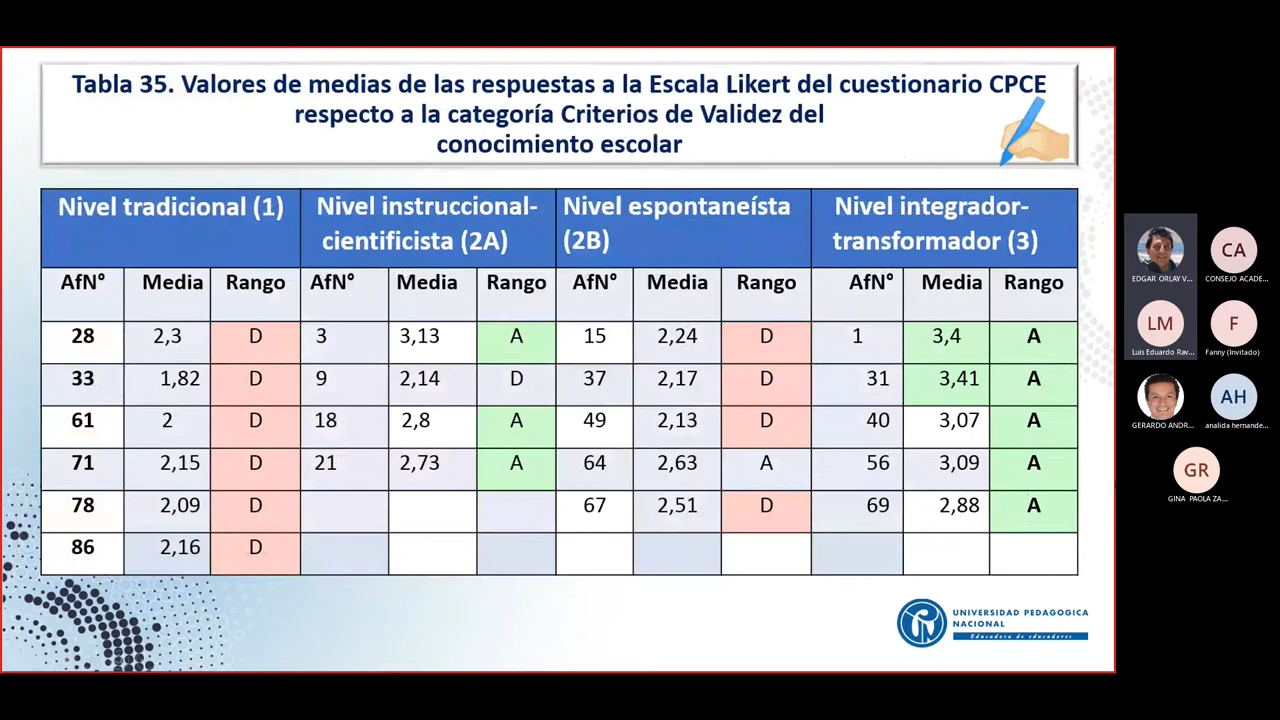 Tabla 35. Valores de medias de las respuestas a la Escala Likert del cuestionario CPCE
respecto a la categoría Criterios de Validez del
conocimiento escolar
Nivel tradicional (1) Nivel instruccional-científicista (2A) Nivel espontaneísta (2B) Nivel integrador-transformador (3)
AfN° Media Rango AfN° Media Rango AfN° Media Rango AfN° Media Rango
28 2,3 D 3 3,13 A 15 2,24 D 1 3,4 A
33 1,82 D 9 2,14 D 37 2,17 D 31 3,41 A
61 2 D 18 2,8 A 49 2,13 D 40 3,07 A
71 2,15 D 21 2,73 A 64 2,63 A 56 3,09 A
78 2,09 D 67 2,51 D 69 2,88 A
86 2,16 D
UNIVERSIDAD PEDAGOGICA
NACIONAL
Educadora de educadores
EDGAR ORLAY V...
CA
CONSEJO ACADE...
LM
Luis Eduardo Rav...
F
Fanny (Invitado)
GERARDO ANDR...
AH
analida hernande...
GR
GINA PAOLA ZA...